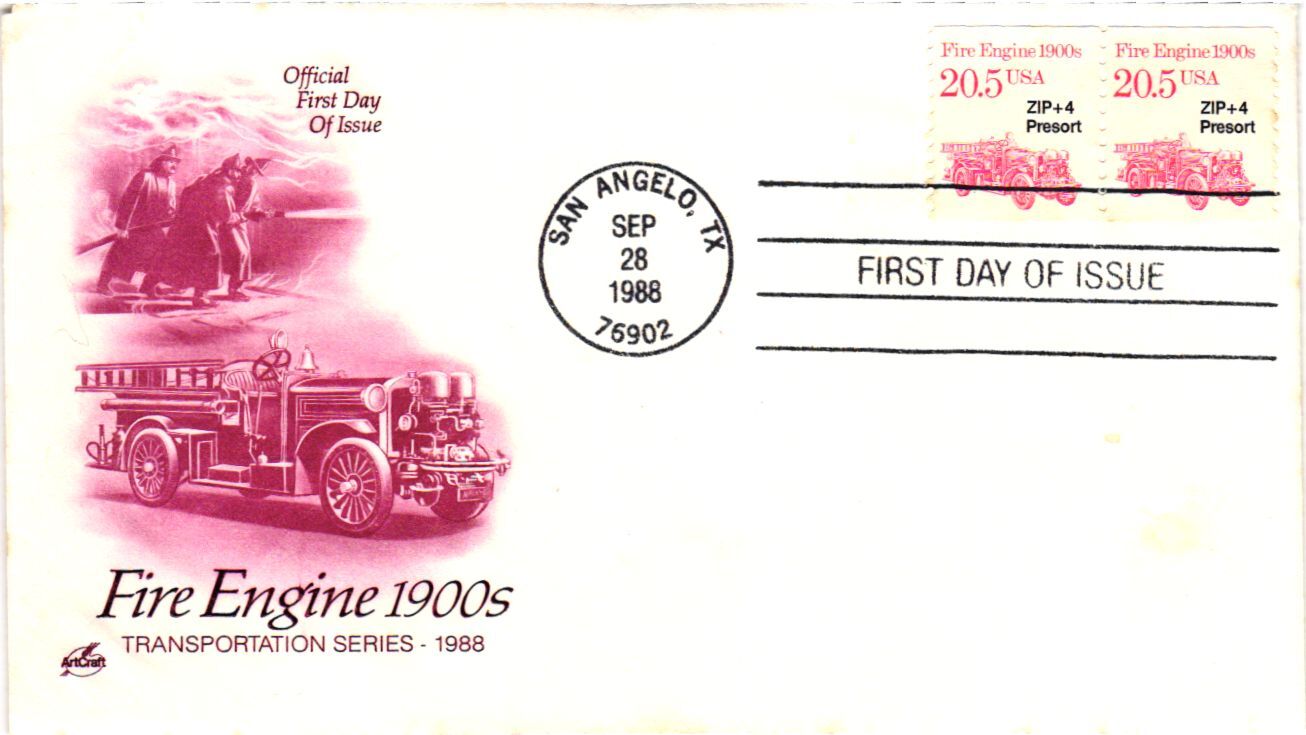 Official
First Day
Of Issue
Fire Engine 1900s
20.5 USA
ZIP+4
Presort
Fire Engine 1900s
20.5 USA
ZIP+4
Presort
SAN ANGELO, TX
SEP
28
1988
76902
FIRST DAY OF ISSUE
Fire Engine 1900s
TRANSPORTATION SERIES - 1988
ArtCraft